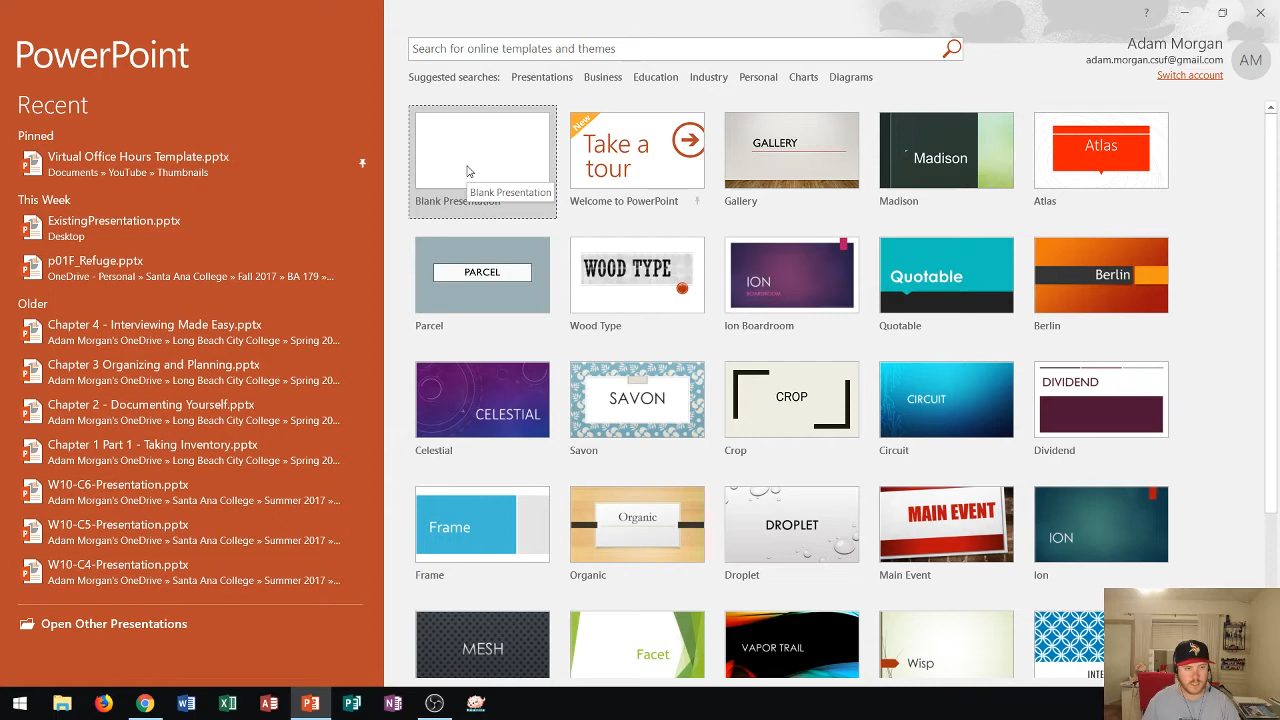 PowerPoint
Recent
Pinned
Virtual Office Hours Template.pptx
Documents » YouTube » Thumbnails
This Week
ExistingPresentation.pptx
Desktop
p01F_Refuge.pptx
OneDrive - Personal » Santa Ana College » Fall 2017 » BA 179 »...
Older
Chapter 4 - Interviewing Made Easy.pptx
Adam Morgan's OneDrive » Long Beach City College » Spring 20...
Chapter 3 Organizing and Planning.pptx
Adam Morgan's OneDrive » Long Beach City College » Spring 20...
Chapter 2 - Documenting Yourself.pptx
Adam Morgan's OneDrive » Long Beach City College » Spring 20...
Chapter 1 Part 1 - Taking Inventory.pptx
Adam Morgan's OneDrive » Long Beach City College » Spring 20...
W10-C6-Presentation.pptx
Adam Morgan's OneDrive » Santa Ana College » Summer 2017 »...
W10-C5-Presentation.pptx
Adam Morgan's OneDrive » Santa Ana College » Summer 2017 »...
W10-C4-Presentation.pptx
Adam Morgan's OneDrive » Santa Ana College » Summer 2017 »...
Open Other Presentations
?
Adam Morgan
adam.morgan.csuf@gmail.com
Switch account
AM
Search for online templates and themes
Suggested searches: Presentations Business Education Industry Personal Charts Diagrams
Blank Presentation
Blank Presentation
New
Take a
tour
Welcome to PowerPoint
GALLERY
Gallery
Madison
Madison
Atlas
Atlas
PARCEL
Parcel
WOOD TYPE
Wood Type
ION
BOARDROOM
Ion Boardroom
Quotable
Quotable
Berlin
Berlin
CELESTIAL
Celestial
SAVON
Savon
CROP
Crop
CIRCUIT
Circuit
DIVIDEND
Dividend
Frame
Frame
Organic
Organic
DROPLET
Droplet
MAIN EVENT
Main Event
ION
Ion
MESH
Facet
VAPOR TRAIL
Wisp
INTE